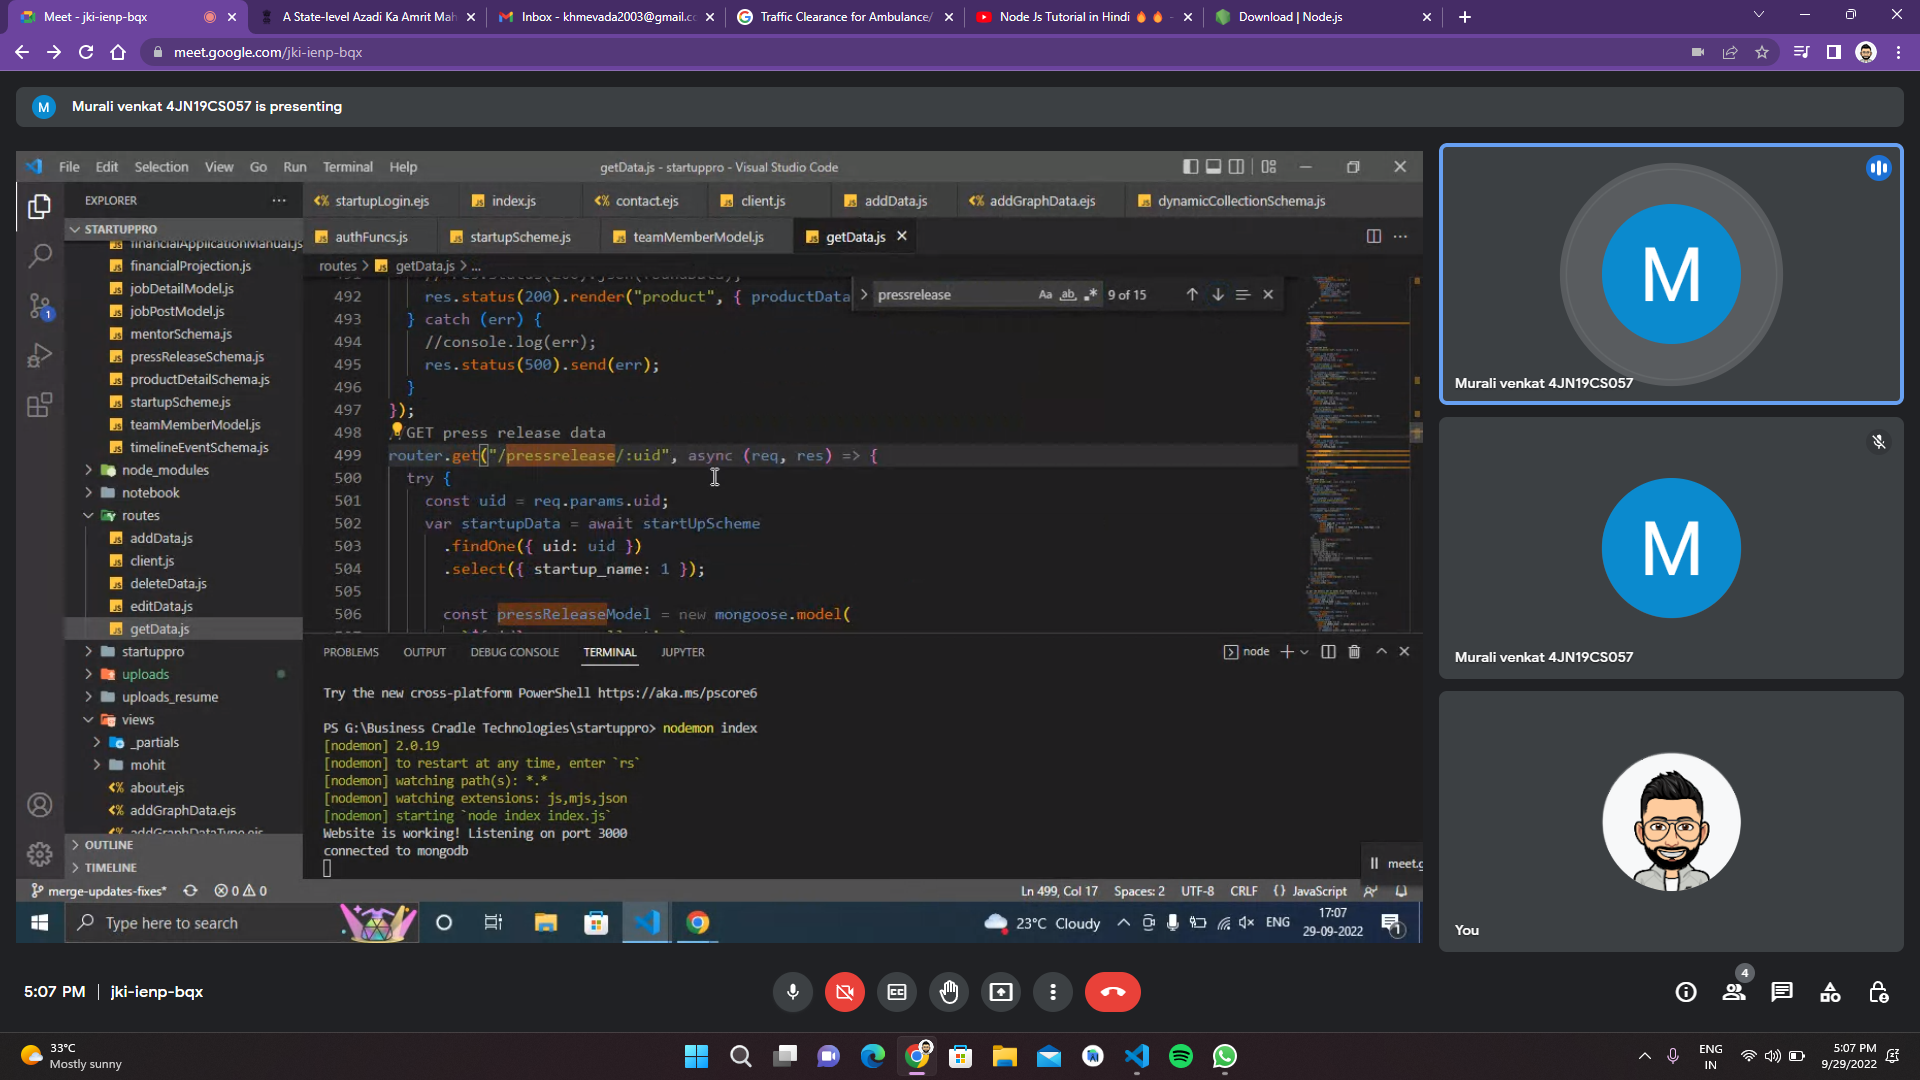 Meet - jki-ienp-bqx
A State-level Azadi Ka Amrit Mah
Inbox - khmevada2003@gmail.c
Traffic Clearance for Ambulance/
Node Js Tutorial in Hindi 🔥🔥 -
Download | Node.js
meet.google.com/jki-ienp-bqx
M
Murali venkat 4JN19CS057 is presenting
File Edit Selection View Go Run Terminal Help
getData.js - startuppro - Visual Studio Code
EXPLORER
startupLogin.ejs
index.js
contact.ejs
client.js
addData.js
addGraphData.ejs
dynamicCollectionSchema.js
authFuncs.js
startupScheme.js
teamMemberModel.js
getData.js
routes > getData.js > ...
STARTUPPRO
financialApplicationManual.js
financialProjection.js
jobDetailModel.js
jobPostModel.js
mentorSchema.js
pressReleaseSchema.js
productDetailSchema.js
startupScheme.js
teamMemberModel.js
timelineEventSchema.js
node_modules
notebook
routes
addData.js
client.js
deleteData.js
editData.js
getData.js
startuppro
uploads
uploads_resume
views
_partials
mohit
about.ejs
addGraphData.ejs
addGraphDataType.ejs
OUTLINE
TIMELINE
1
pressrelease
Aa ab .* 9 of 15
492 res.status(200).render("product", { productData
493 } catch (err) {
494 //console.log(err);
495 res.status(500).send(err);
496 }
497 });
498 GET press release data
499 router.get("/pressrelease/:uid", async (req, res) => {
500 try {
501 const uid = req.params.uid;
502 var startupData = await startUpScheme
503 .findOne({ uid: uid })
504 .select({ startup_name: 1 });
505
506 const pressReleaseModel = new mongoose.model(
PROBLEMS OUTPUT DEBUG CONSOLE TERMINAL JUPYTER
node
Try the new cross-platform PowerShell https://aka.ms/pscore6
PS G:\Business Cradle Technologies\startuppro> nodemon index
[nodemon] 2.0.19
[nodemon] to restart at any time, enter `rs`
[nodemon] watching path(s): *.*
[nodemon] watching extensions: js,mjs,json
[nodemon] starting `node index index.js`
Website is working! Listening on port 3000
connected to mongodb
meet.g
merge-updates-fixes* 0 0
Ln 499, Col 17 Spaces: 2 UTF-8 CRLF {} JavaScript
Type here to search
23°C Cloudy
ENG
17:07
29-09-2022
1
M
Murali venkat 4JN19CS057
M
Murali venkat 4JN19CS057
You
5:07 PM | jki-ienp-bqx
4
33°C
Mostly sunny
ENG
IN
5:07 PM
9/29/2022